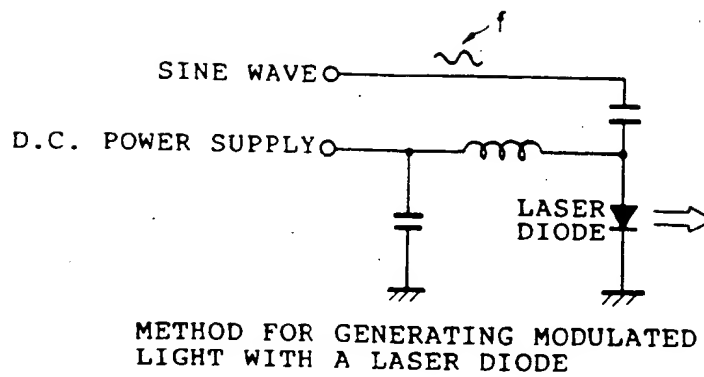 f
SINE WAVE
D.C. POWER SUPPLY
LASER
DIODE
METHOD FOR GENERATING MODULATED
LIGHT WITH A LASER DIODE